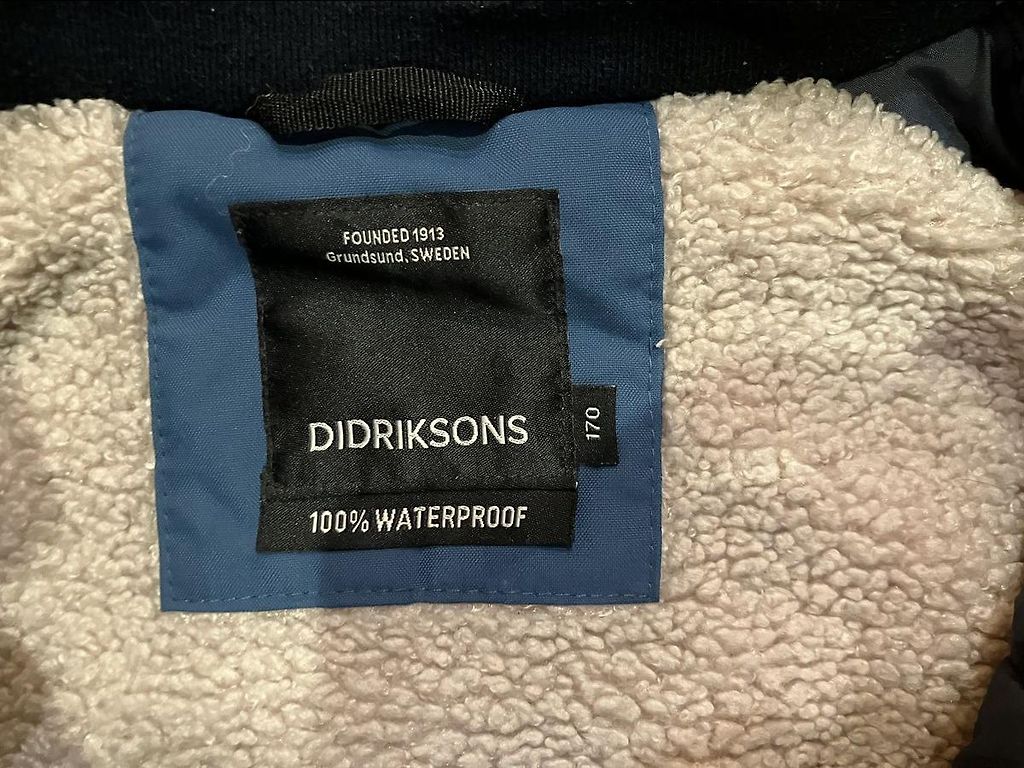 FOUNDED 1913
Grundsund, SWEDEN
DIDRIKSONS
170
100% WATERPROOF